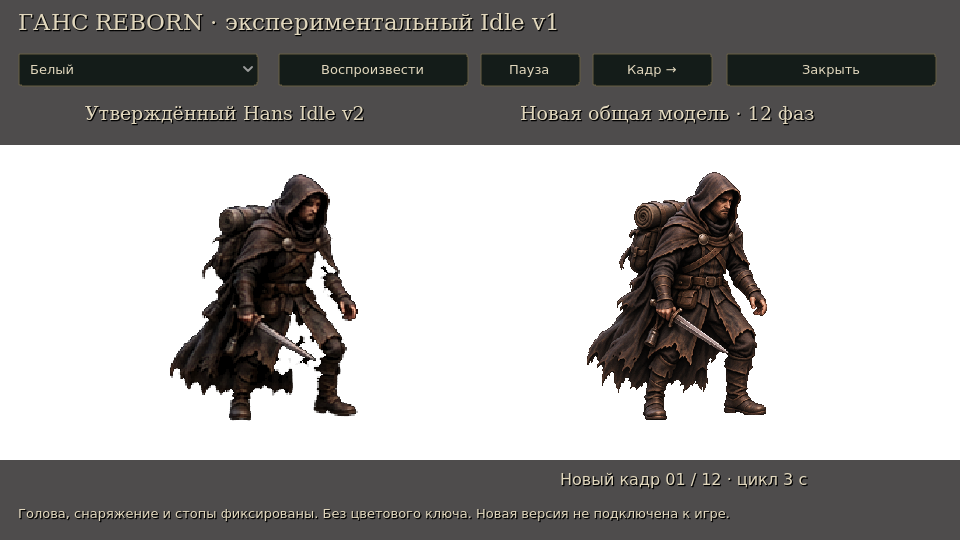 ГАНС REBORN · экспериментальный Idle v1
Белый Воспроизвести Пауза Кадр → Закрыть
Утверждённый Hans Idle v2 Новая общая модель · 12 фаз
Новый кадр 01 / 12 · цикл 3 с
Голова, снаряжение и стопы фиксированы. Без цветового ключа. Новая версия не подключена к игре.